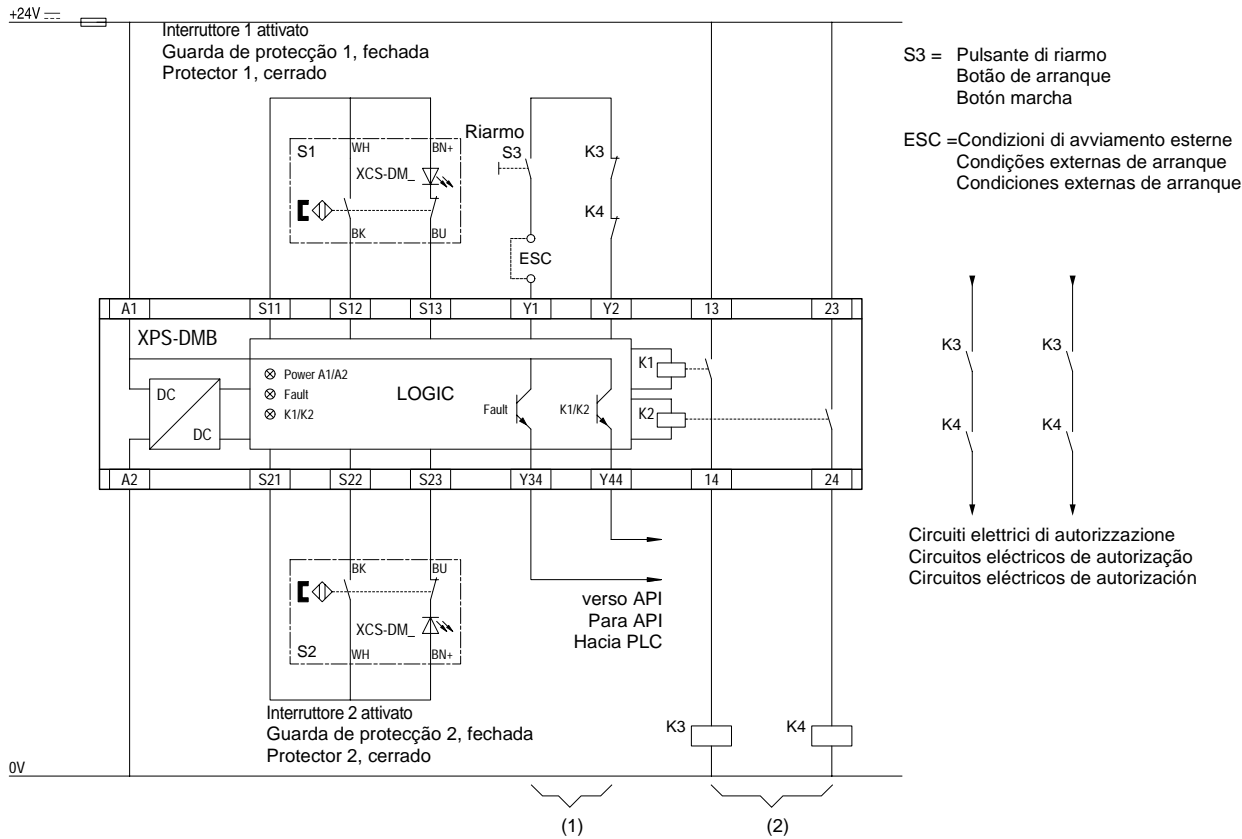 +24V
Interruttore 1 attivato
Guarda de protecção 1, fechada
Protector 1, cerrado
S3 = Pulsante di riarmo
Botão de arranque
Botón marcha
ESC =Condizioni di avviamento esterne
Condições externas de arranque
Condiciones externas de arranque
Riarmo
S1
WH
BN+
S3
K3
XCS-DM_
K4
BK
BU
ESC
A1
S11
S12
S13
Y1
Y2
13
23
XPS-DMB
K1
Power A1/A2
Fault
K1/K2
LOGIC
DC
DC
Fault
K1/K2
K2
K3
K3
K4
K4
A2
S21
S22
S23
Y34
Y44
14
24
Circuiti elettrici di autorizzazione
Circuitos eléctricos de autorização
Circuitos eléctricos de autorización
BK
BU
XCS-DM_
S2
WH
BN+
verso API
Para API
Hacia PLC
Interruttore 2 attivato
Guarda de protecção 2, fechada
Protector 2, cerrado
K3
K4
0V
(1)
(2)